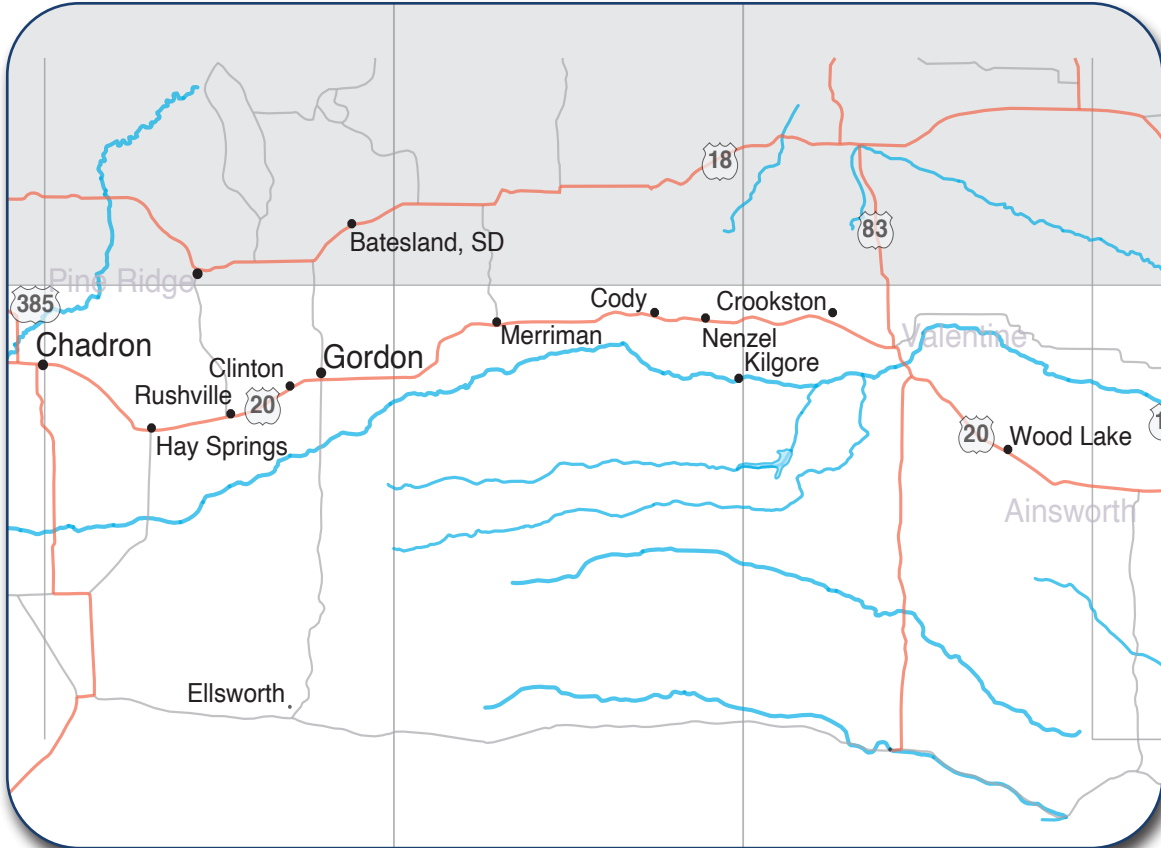 18
83
Batesland, SD
Pine Ridge
385
Cody
Crookston
Merriman
Nenzel
Valentine
Chadron
Gordon
Kilgore
Clinton
Rushville
20
Hay Springs
20
Wood Lake
1
Ainsworth
Ellsworth